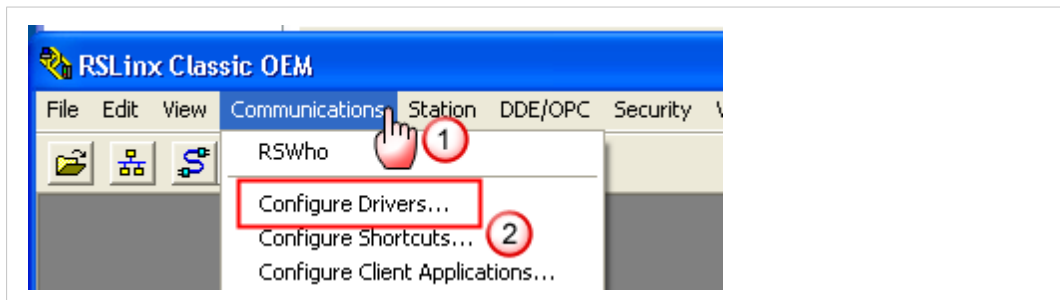 RSLinx Classic OEM
File Edit View Communications Station DDE/OPC Security
1
RSWho
Configure Drivers...
Configure Shortcuts...
2
Configure Client Applications...